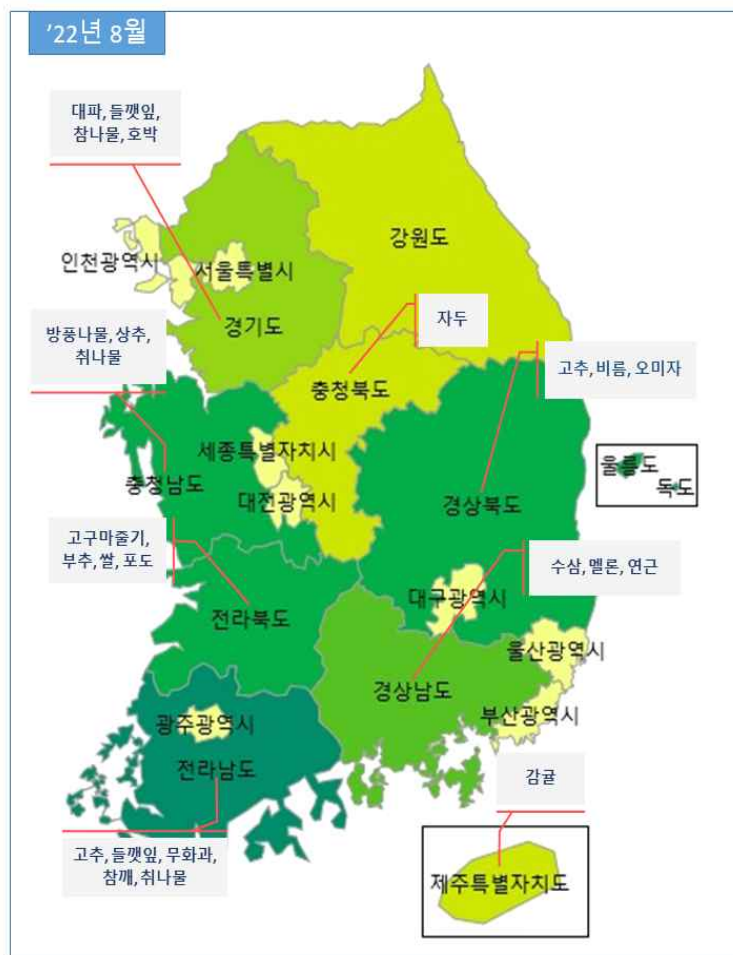 '22년 8월
대파, 들깻잎,
참나물, 호박
강원도
인천광역시
서울특별시
경기도
자두
방풍나물, 상추,
취나물
고추, 비름, 오미자
충청북도
세종특별자치시
울릉도
충청남도
독도
대전광역시
경상북도
고구마줄기,
부추, 쌀, 포도
수삼, 멜론, 연근
대구광역시
전라북도
울산광역시
경상남도
부산광역시
광주광역시
전라남도
감귤
고추, 들깻잎, 무화과,
참깨, 취나물
제주특별자치도